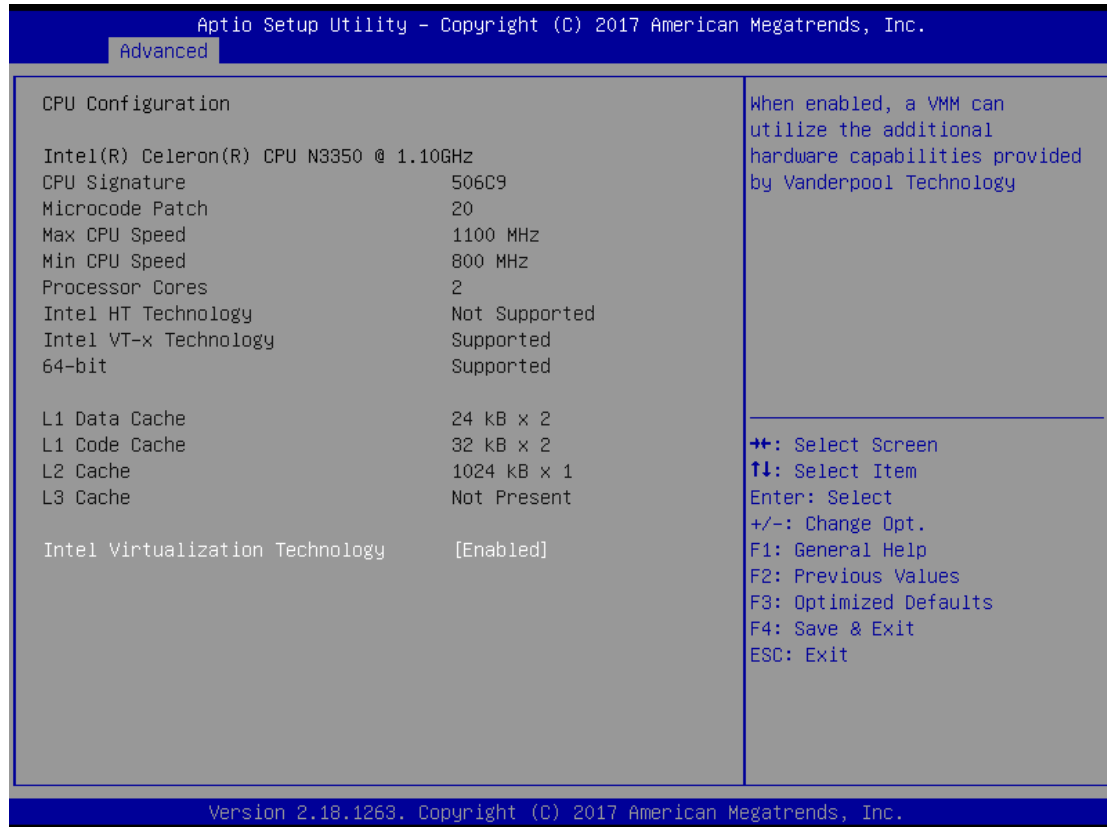 Aptio Setup Utility – Copyright (C) 2017 American Megatrends, Inc.
Advanced
CPU Configuration
Intel(R) Celeron(R) CPU N3350 @ 1.10GHz
CPU Signature 506C9
Microcode Patch 20
Max CPU Speed 1100 MHz
Min CPU Speed 800 MHz
Processor Cores 2
Intel HT Technology Not Supported
Intel VT-x Technology Supported
64-bit Supported
L1 Data Cache 24 kB x 2
L1 Code Cache 32 kB x 2
L2 Cache 1024 kB x 1
L3 Cache Not Present
Intel Virtualization Technology [Enabled]
When enabled, a VMM can
utilize the additional
hardware capabilities provided
by Vanderpool Technology
→←: Select Screen
↑↓: Select Item
Enter: Select
+/-: Change Opt.
F1: General Help
F2: Previous Values
F3: Optimized Defaults
F4: Save & Exit
ESC: Exit
Version 2.18.1263. Copyright (C) 2017 American Megatrends, Inc.